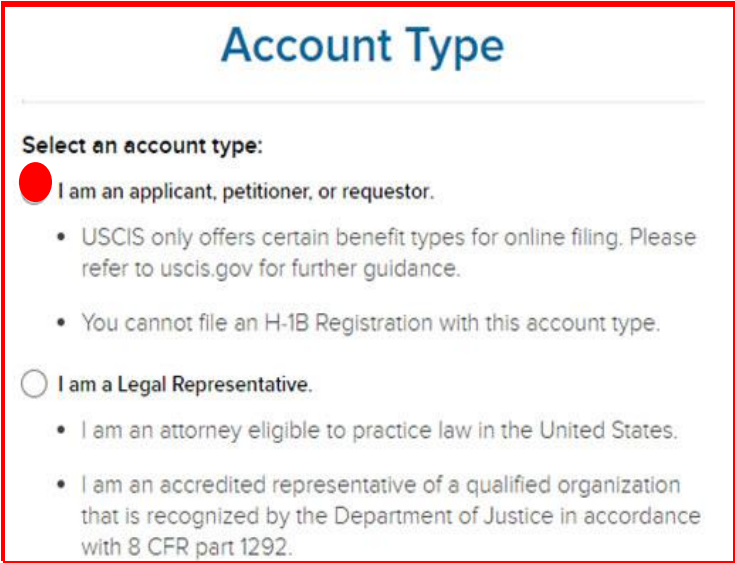 Account Type
Select an account type:
I am an applicant, petitioner, or requestor.
• USCIS only offers certain benefit types for online filing. Please
refer to uscis.gov for further guidance.
• You cannot file an H-1B Registration with this account type.
I am a Legal Representative.
• I am an attorney eligible to practice law in the United States.
• I am an accredited representative of a qualified organization
that is recognized by the Department of Justice in accordance
with 8 CFR part 1292.